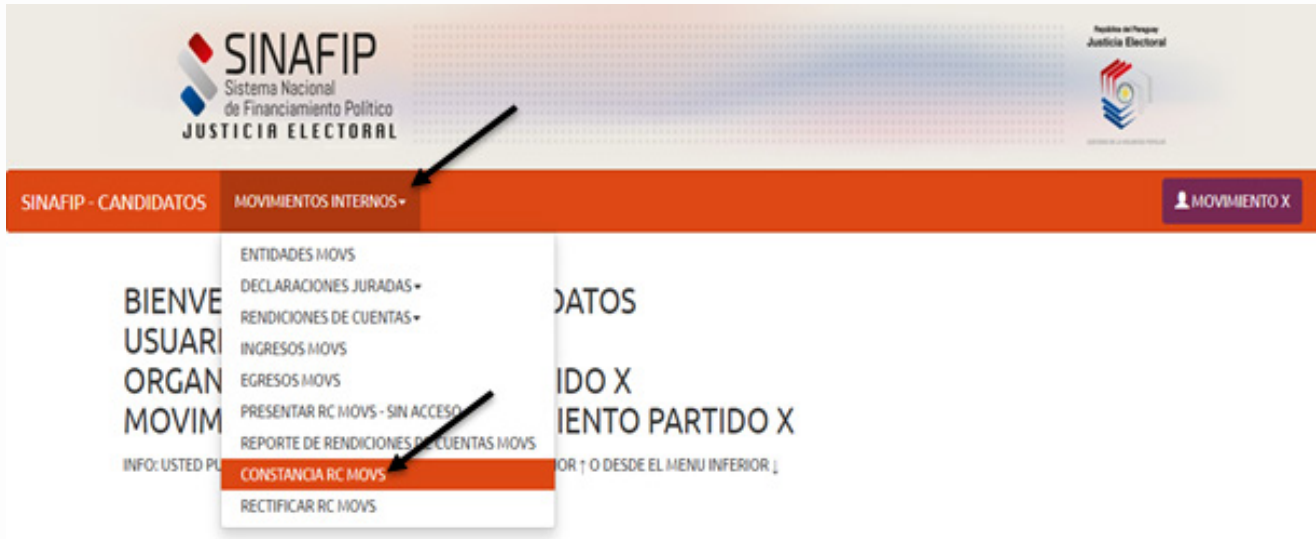 SINAFIP
Sistema Nacional
de Financiamiento Político
JUSTICIA ELECTORAL
República del Paraguay
Justicia Electoral
SINAFIP - CANDIDATOS
MOVIMIENTOS INTERNOS
MOVIMIENTO X
ENTIDADES MOVS
DECLARACIONES JURADAS
RENDICIONES DE CUENTAS
INGRESOS MOVS
EGRESOS MOVS
PRESENTAR RC MOVS - SIN ACCESO
REPORTE DE RENDICIONES DE CUENTAS MOVS
CONSTANCIA RC MOVS
RECTIFICAR RC MOVS
BIENVE DATOS
USUARI
ORGAN IDO X
MOVIM IENTO PARTIDO X
INFO: USTED PU OR ↑ O DESDE EL MENU INFERIOR ↓